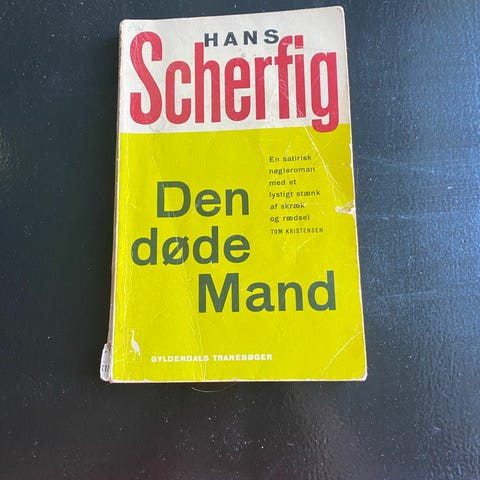 HANS
Scherfig
En satirisk
nøgleroman
med et
lystigt stænk
af skræk
og rædsel
TOM KRISTENSEN
Den
døde
Mand
GYLDENDALS TRANEBØGER